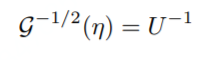 𝒢^{-1/2}(η) = U^{-1}